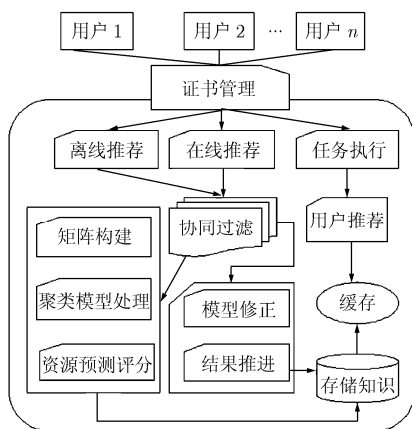 用户 1
用户 2
···
用户 n
证书管理
离线推荐
在线推荐
任务执行
协同过滤
用户推荐
矩阵构建
聚类模型处理
资源预测评分
模型修正
结果推进
缓存
存储知识